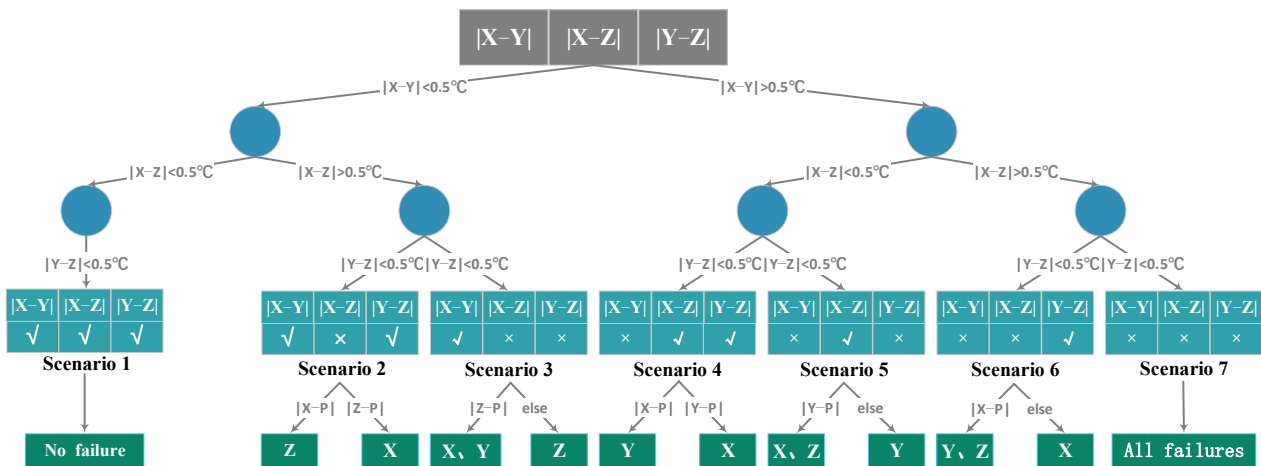 |X−Y| |X−Z| |Y−Z|
|X−Y|<0.5℃ |X−Y|>0.5℃
|X−Z|<0.5℃ |X−Z|>0.5℃ |X−Z|<0.5℃ |X−Z|>0.5℃
|Y−Z|<0.5℃ |Y−Z|<0.5℃ |Y−Z|<0.5℃ |Y−Z|<0.5℃ |Y−Z|<0.5℃ |Y−Z|<0.5℃ |Y−Z|<0.5℃
|X−Y| |X−Z| |Y−Z| |X−Y| |X−Z| |Y−Z| |X−Y| |X−Z| |Y−Z| |X−Y| |X−Z| |Y−Z| |X−Y| |X−Z| |Y−Z| |X−Y| |X−Z| |Y−Z| |X−Y| |X−Z| |Y−Z|
√ √ √ √ × √ √ × × × √ √ × √ × × × √ × × ×
Scenario 1 Scenario 2 Scenario 3 Scenario 4 Scenario 5 Scenario 6 Scenario 7
|X−P| |Z−P| |Z−P| else |X−P| |Y−P| |Y−P| else |X−P| else
No failure Z X X、Y Z Y X X、Z Y Y、Z X All failures